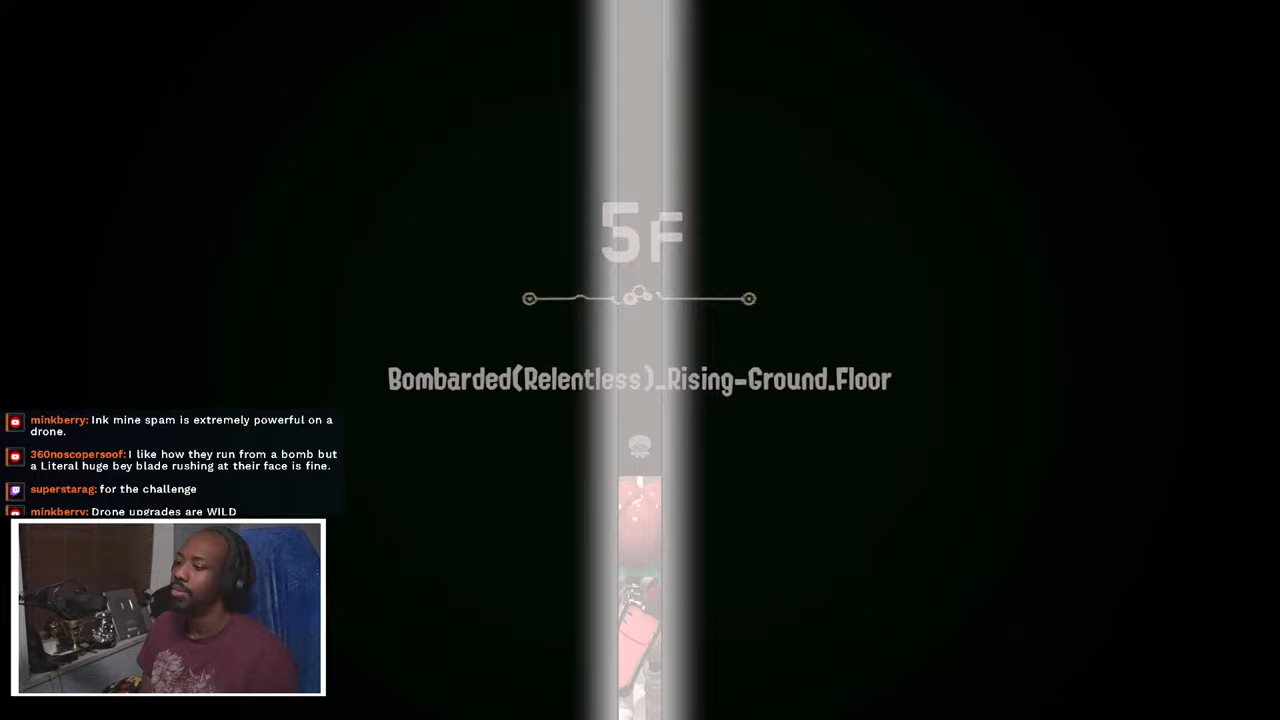 5F
Bombarded(Relentless)_Rising-Ground.Floor
minkberry: Ink mine spam is extremely powerful on a
drone.
360noscopersoof: I like how they run from a bomb but
a Literal huge bey blade rushing at their face is fine.
superstarag: for the challenge
minkberry: Drone upgrades are WILD